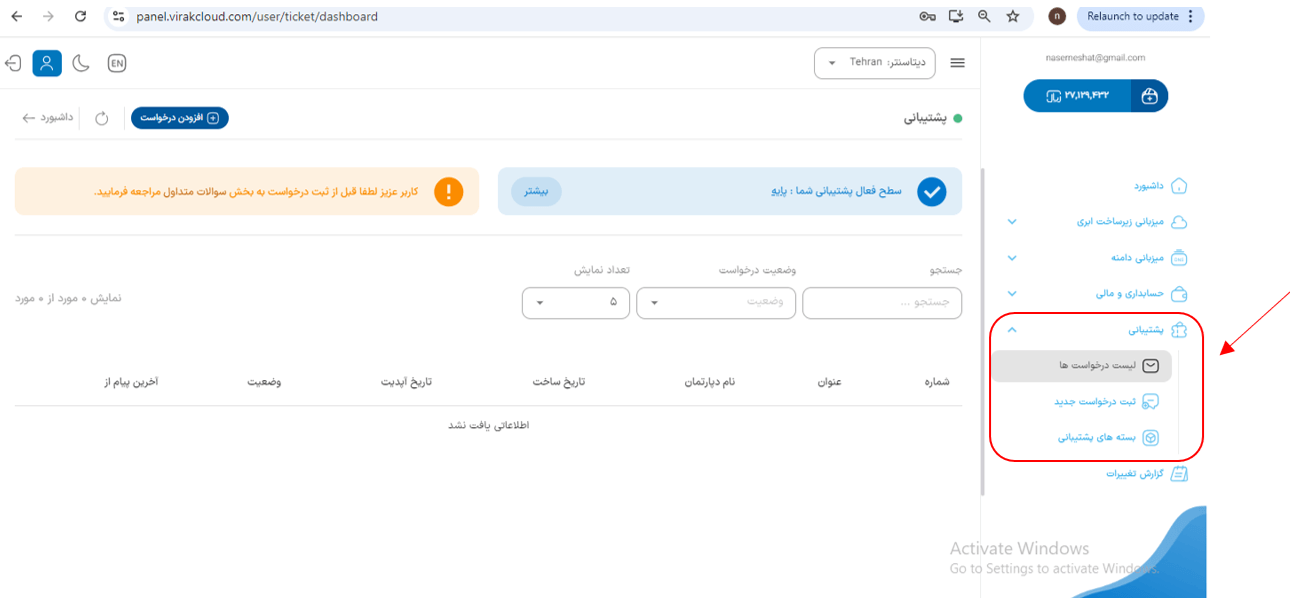 panel.virakcloud.com/user/ticket/dashboard
n
Relaunch to update
naserneshat@gmail.com
۲۷,۱۲۹,۴۳۲ ریال
دیتاسنتر: Tehran
EN
پشتیبانی
افزودن درخواست
داشبورد
سطح فعال پشتیبانی شما : پایه
بیشتر
کاربر عزیز لطفا قبل از ثبت درخواست به بخش سوالات متداول مراجعه فرمایید.
جستجو
وضعیت درخواست
تعداد نمایش
جستجو ...
وضعیت
۵
نمایش ۰ مورد از ۰ مورد
شماره
عنوان
نام دپارتمان
تاریخ ساخت
تاریخ آپدیت
وضعیت
آخرین پیام از
اطلاعاتی یافت نشد
داشبورد
میزبانی زیرساخت ابری
میزبانی دامنه
حسابداری و مالی
پشتیبانی
لیست درخواست ها
ثبت درخواست جدید
بسته های پشتیبانی
گزارش تغییرات
Activate Windows
Go to Settings to activate Windows.